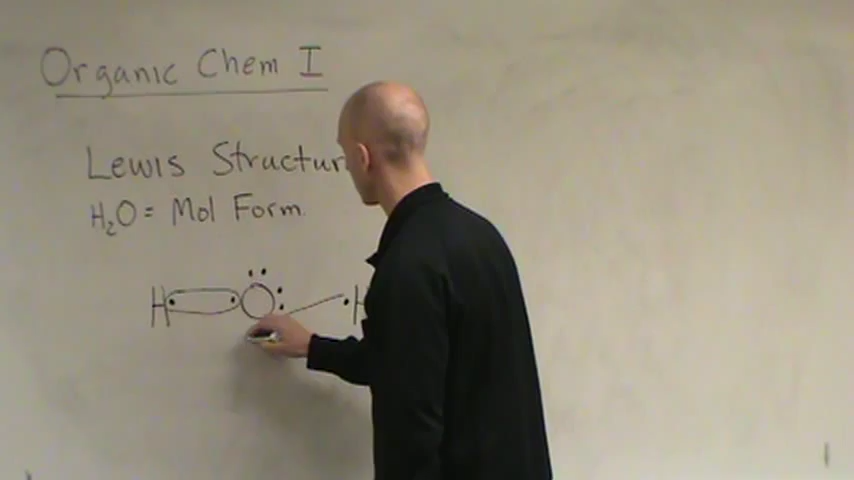 Organic Chem I
Lewis Structur
H₂O = Mol Form.
H O H